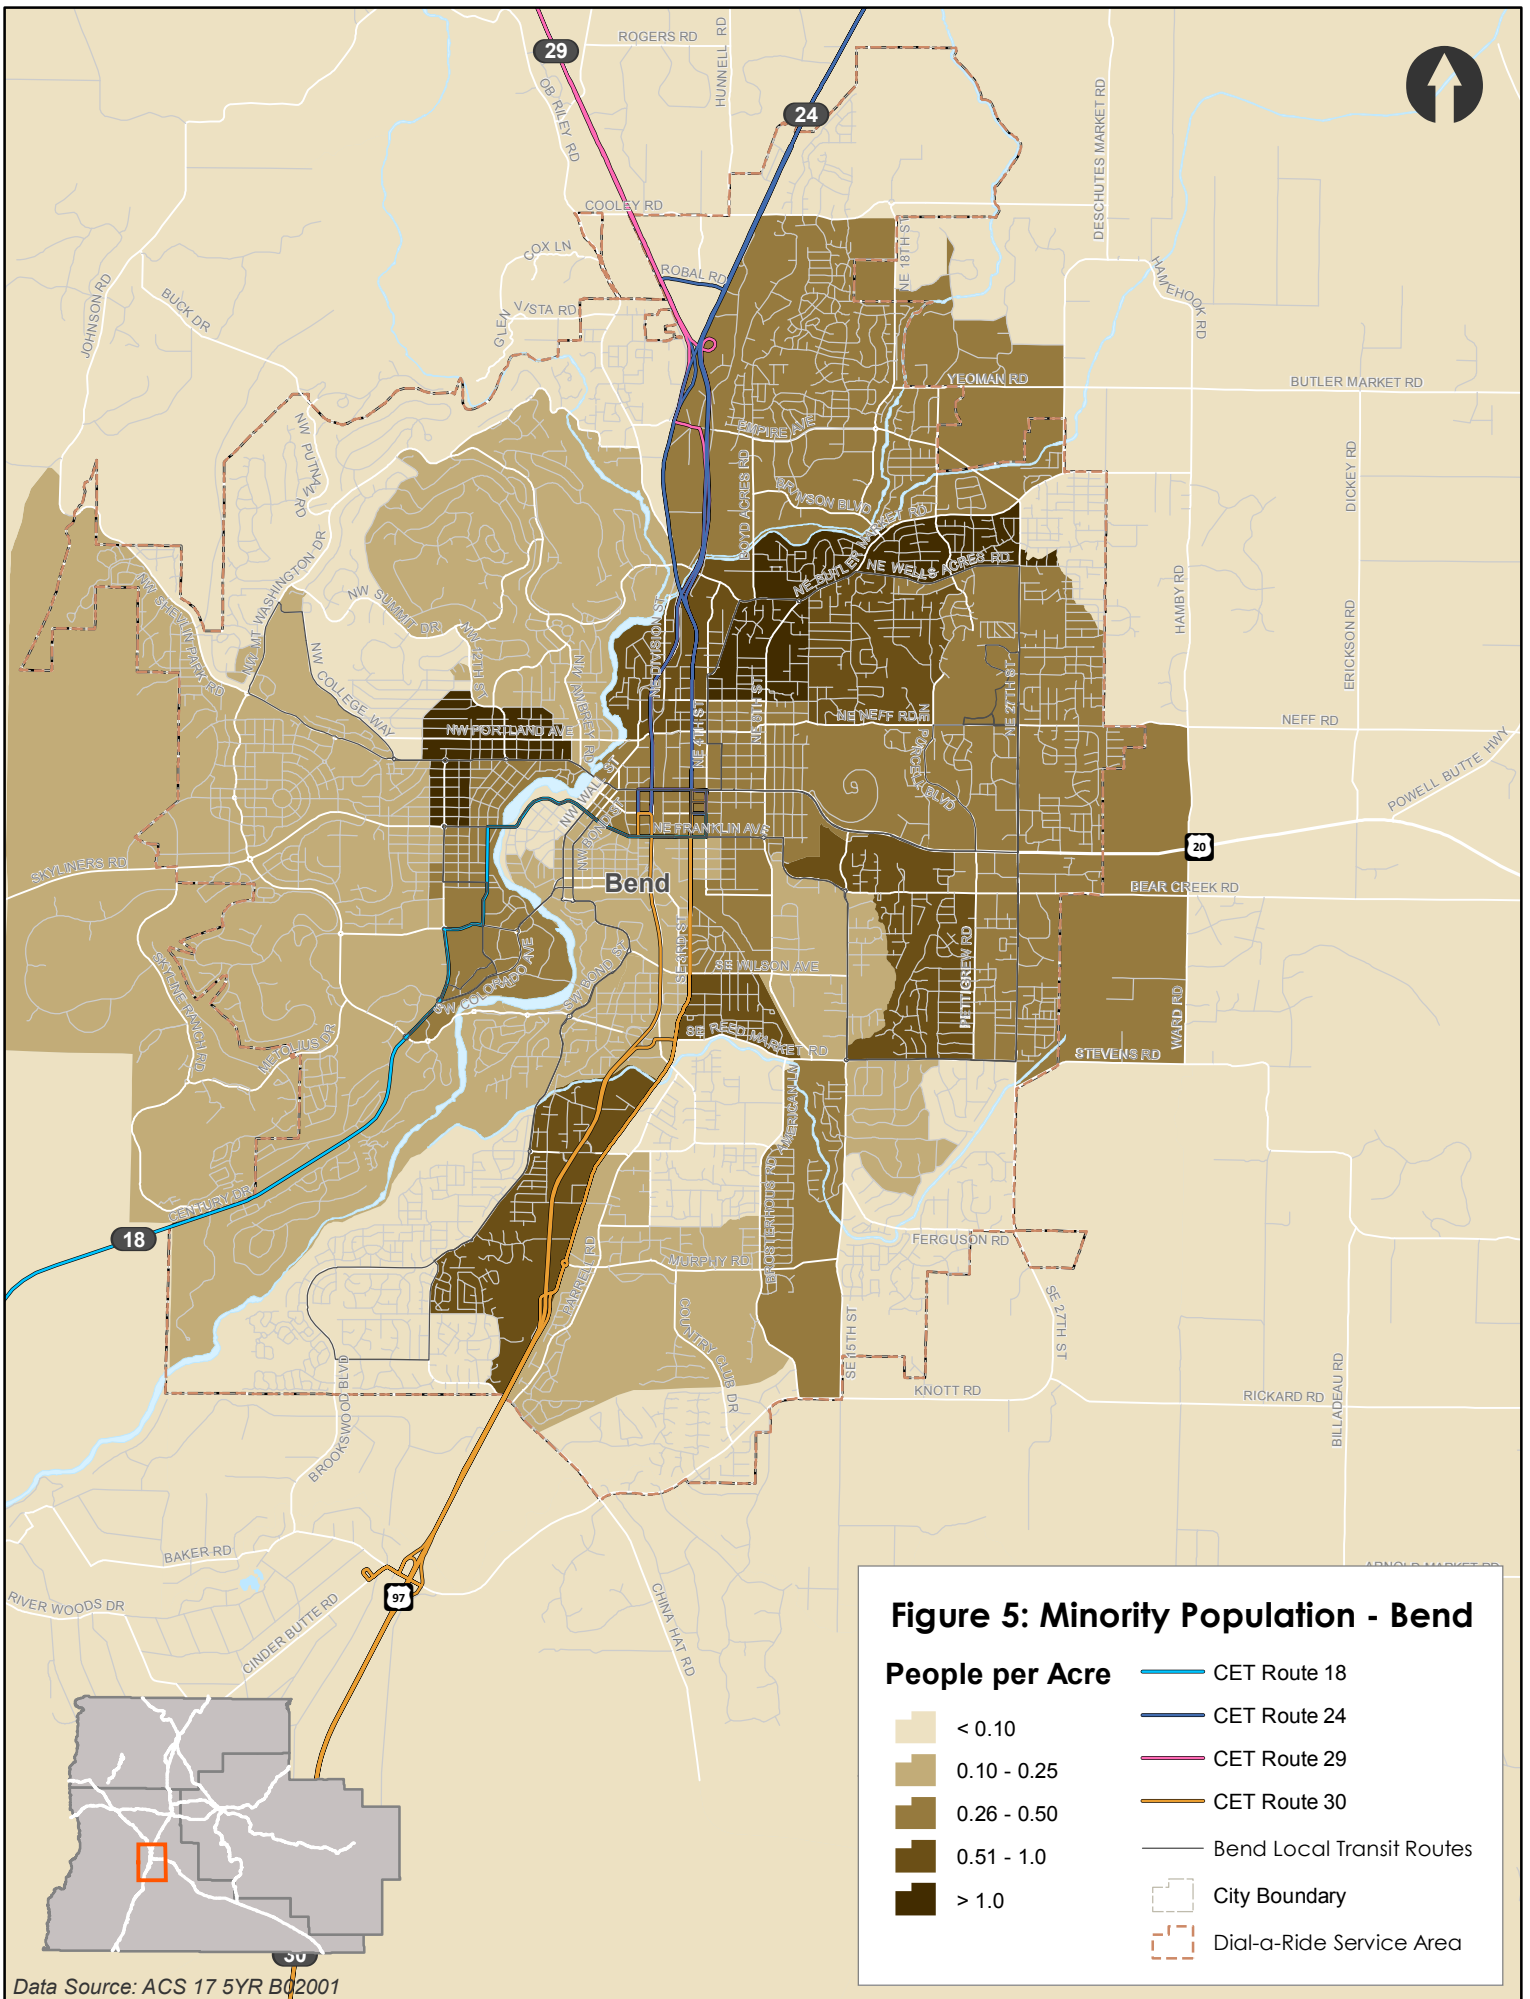 ROGERS RD
HUNNELL RD
29
OB RILEY RD
24
DESCHUTES MARKET RD
COOLEY RD
NE 18TH ST
COX LN
ROBAL RD
HAMEHOOK RD
JOHNSON RD
BUCK DR
GLEN VISTA RD
YEOMAN RD
BUTLER MARKET RD
NW PUTNAM RD
EMPIRE AVE
BOYD ACRES RD
BRINSON BLVD
DICKEY RD
NE BUTLER MARKET RD
NE WELLS ACRES RD
NW MT WASHINGTON DR
NW SHEVLIN PARK RD
NW SUMMIT DR
NW 12TH ST
NW COLLEGE WAY
NE DIVISION ST
HAMBY RD
ERICKSON RD
NW AWBREY RD
NE 8TH ST
NE 27TH ST
NW PORTLAND AVE
NE 4TH ST
NE NEFF RD
NEFF RD
NE PURCELL BLVD
POWELL BUTTE HWY
NW WALL ST
NW BOND ST
NE FRANKLIN AVE
20
SKYLINERS RD
Bend
BEAR CREEK RD
SE 3RD ST
PETTIGREW RD
SKYLINE RANCH RD
SW COLORADO AVE
SW BOND ST
SE WILSON AVE
WARD RD
METOLIUS DR
SE REED MARKET RD
STEVENS RD
AMERICAN LN
CENTURY DR
18
BROSTERHOUS RD
FERGUSON RD
PARRELL RD
MURPHY RD
COUNTRY CLUB DR
SE 15TH ST
SE 27TH ST
BROOKSWOOD BLVD
KNOTT RD
RICKARD RD
BILLADEAU RD
BAKER RD
97
RIVER WOODS DR
CINDER BUTTE RD
CHINA HAT RD
ARNOLD MARKET RD
Figure 5: Minority Population - Bend
People per Acre
< 0.10
0.10 - 0.25
0.26 - 0.50
0.51 - 1.0
> 1.0
CET Route 18
CET Route 24
CET Route 29
CET Route 30
Bend Local Transit Routes
City Boundary
Dial-a-Ride Service Area
30
Data Source: ACS 17 5YR B02001